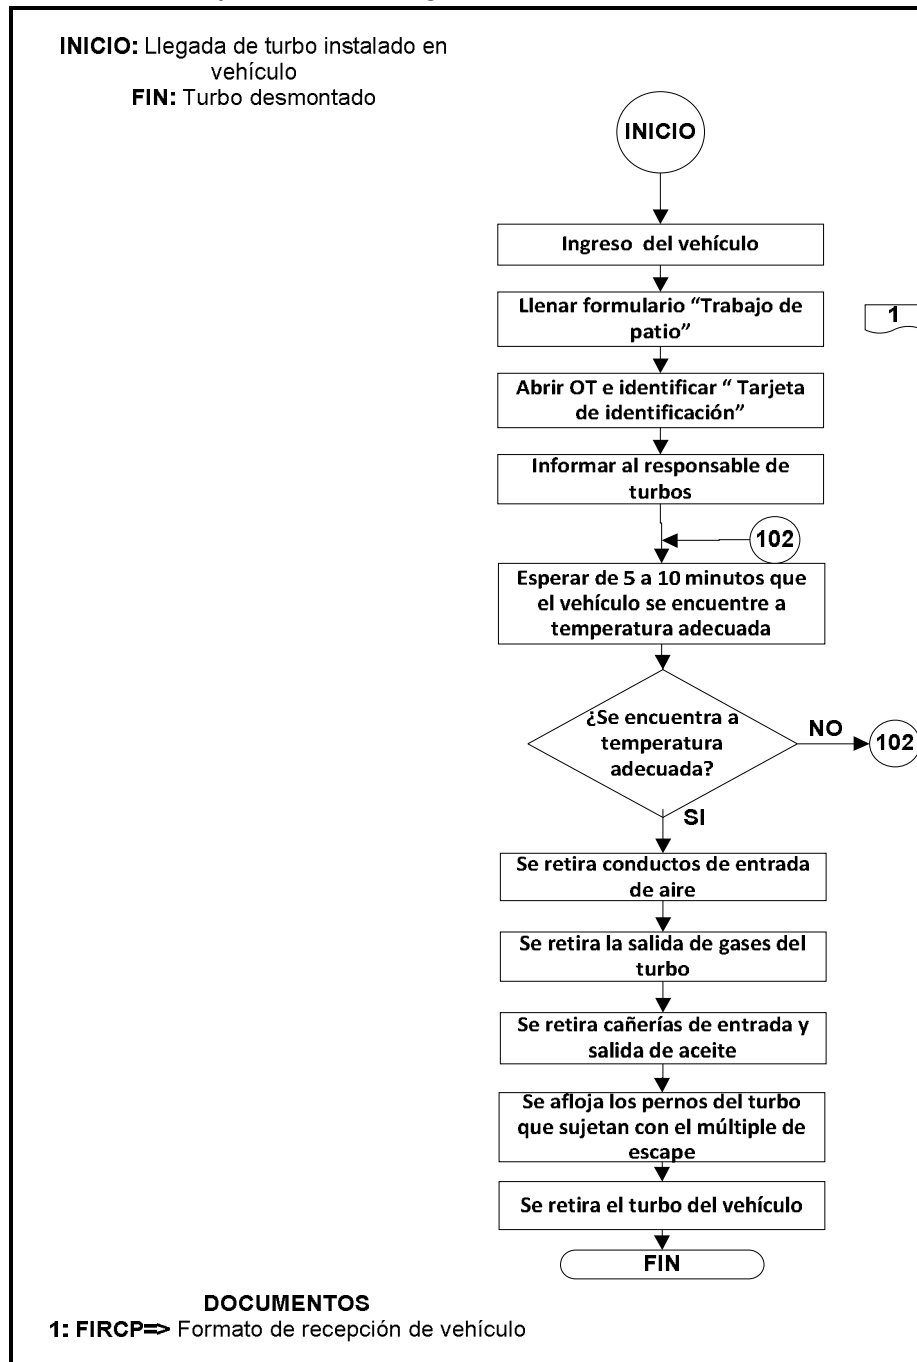 INICIO: Llegada de turbo instalado en
vehículo
FIN: Turbo desmontado
INICIO
Ingreso del vehículo
Llenar formulario “Trabajo de
patio”
1
Abrir OT e identificar “ Tarjeta
de identificación”
Informar al responsable de
turbos
102
Esperar de 5 a 10 minutos que
el vehículo se encuentre a
temperatura adecuada
¿Se encuentra a
temperatura
adecuada?
NO
102
SI
Se retira conductos de entrada
de aire
Se retira la salida de gases del
turbo
Se retira cañerías de entrada y
salida de aceite
Se afloja los pernos del turbo
que sujetan con el múltiple de
escape
Se retira el turbo del vehículo
FIN
DOCUMENTOS
1: FIRCP=> Formato de recepción de vehículo